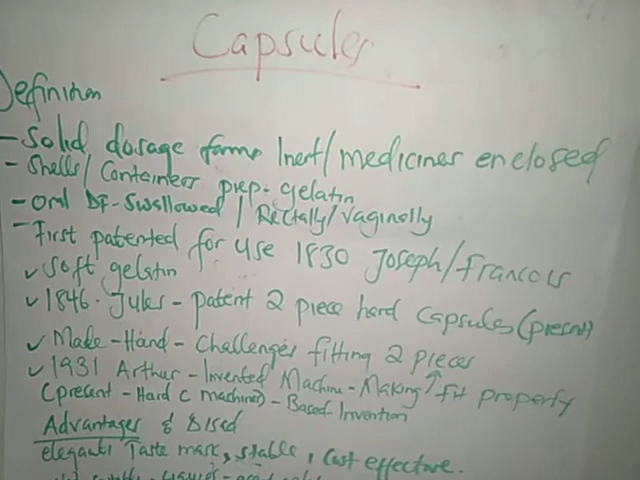 Capsules
Definition
- Solid dosage forms Inert/medicines enclosed
- Shells/Containers prep. gelatin
- Oral DF-Swallowed / Rectally/Vaginally
- First patented for use 1830 Joseph/Francois
✓ Soft gelatin
✓ 1846. Jules - patent 2 piece hard capsules (present)
✓ Made - Hand - Challenges fitting 2 pieces
✓ 1931 Arthur - Invented Machine - Making fit property
(present - Hard c machines) - Based Invention
Advantages & Disad
elegant, Taste mask, stable, Cost effective.